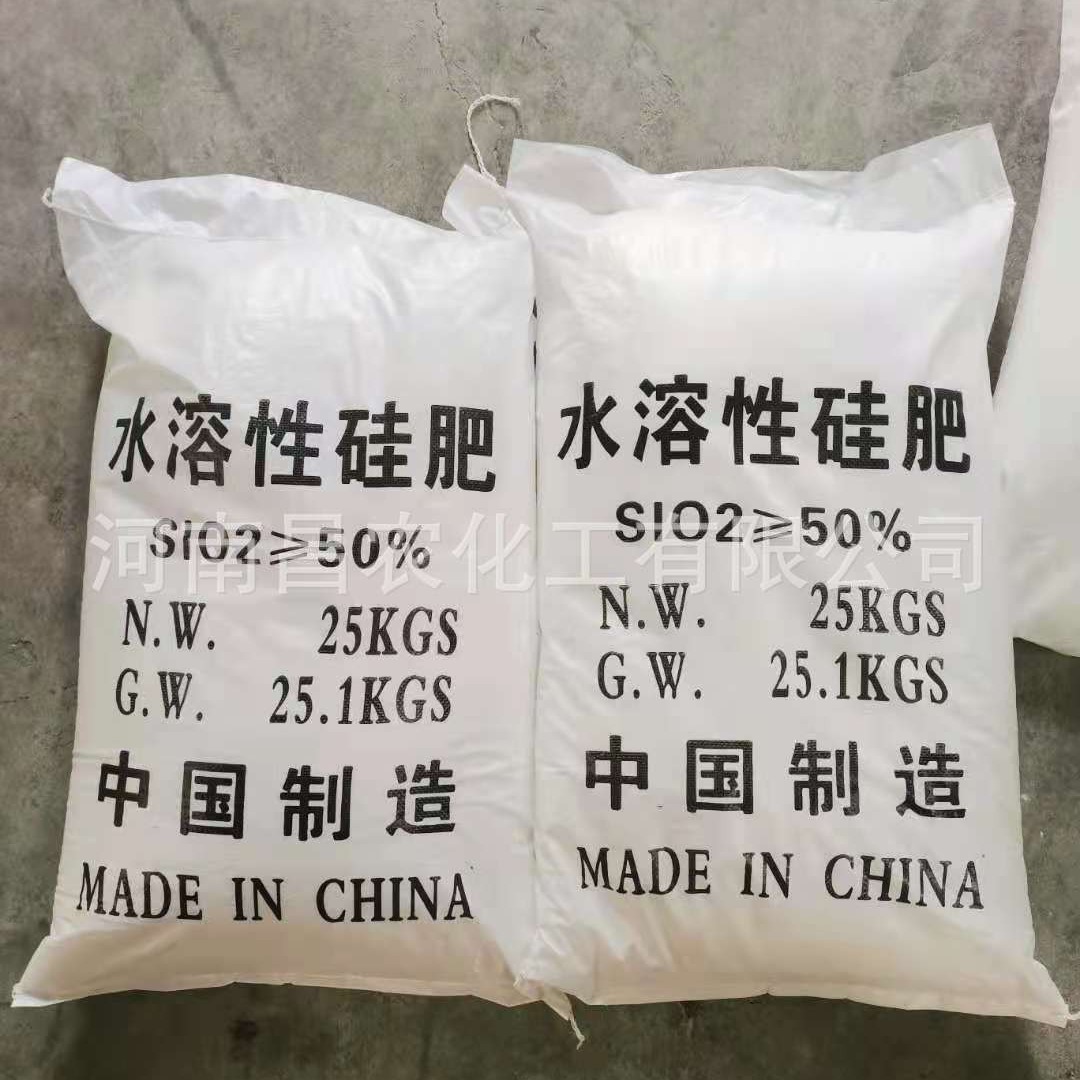 水溶性硅肥
SIO2≥50%
N.W. 25KGS
G.W. 25.1KGS
中国制造
MADE IN CHINA
水溶性硅肥
SIO2≥50%
N.W. 25KGS
G.W. 25.1KGS
中国制造
MADE IN CHINA
河南昌农化工有限公司